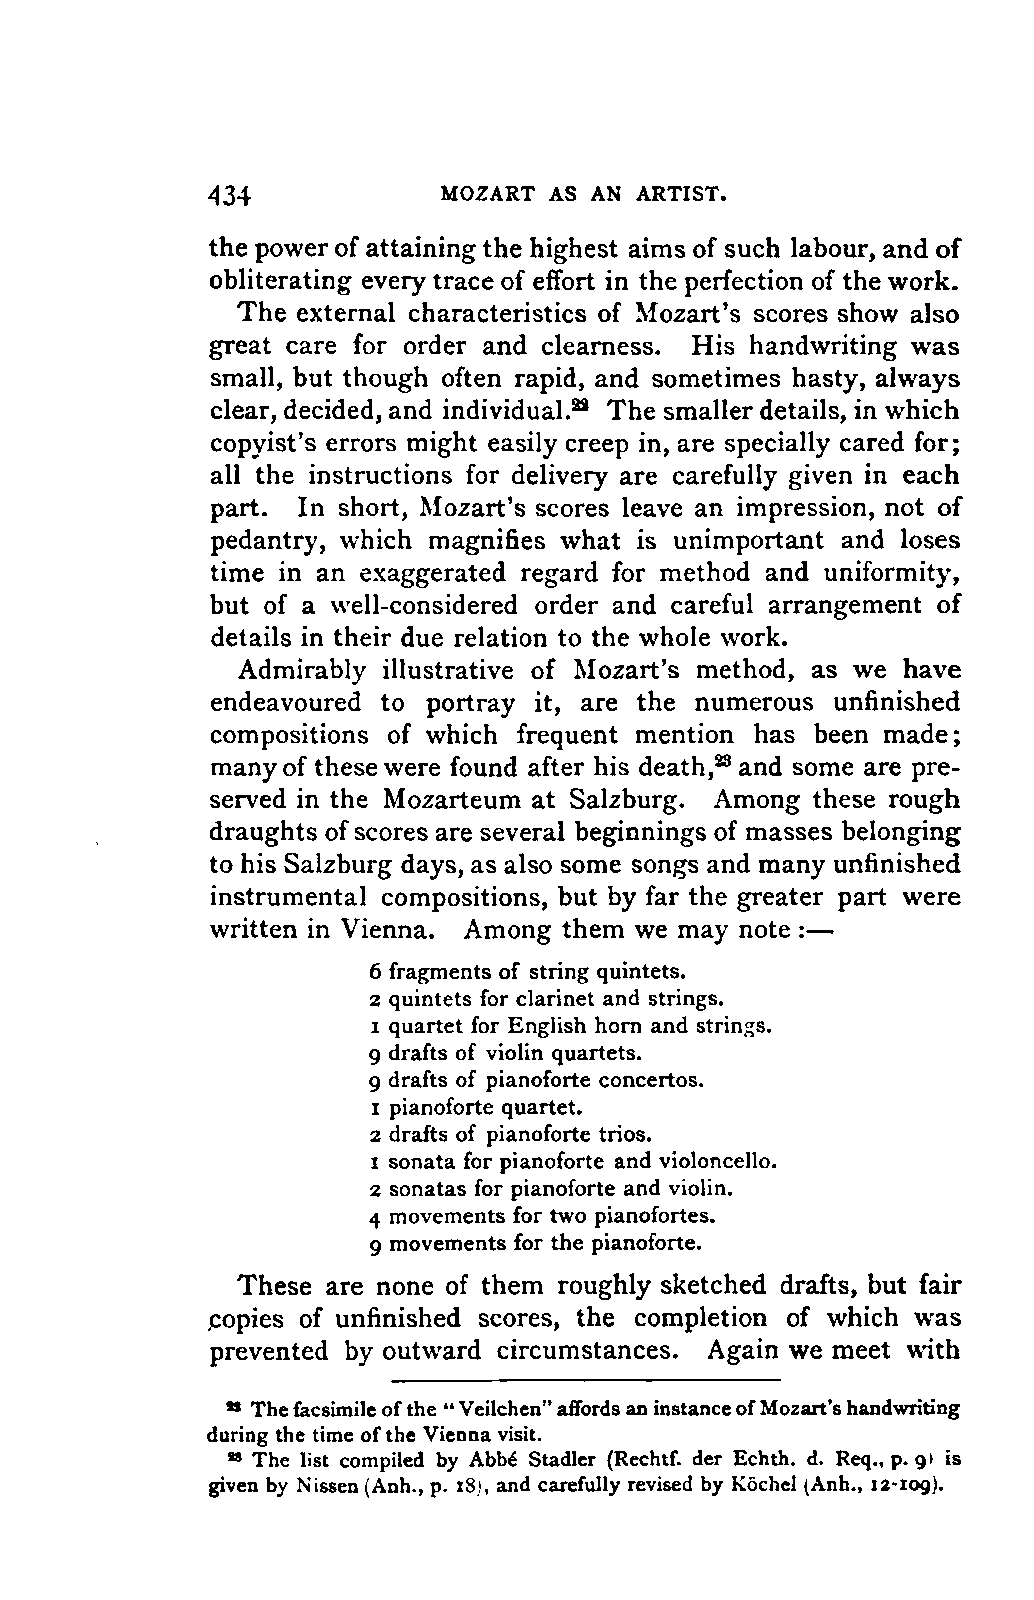 434 MOZART AS AN ARTIST.
the power of attaining the highest aims of such labour, and of
obliterating every trace of effort in the perfection of the work.
The external characteristics of Mozart's scores show also
great care for order and clearness. His handwriting was
small, but though often rapid, and sometimes hasty, always
clear, decided, and individual.²² The smaller details, in which
copyist's errors might easily creep in, are specially cared for;
all the instructions for delivery are carefully given in each
part. In short, Mozart's scores leave an impression, not of
pedantry, which magnifies what is unimportant and loses
time in an exaggerated regard for method and uniformity,
but of a well-considered order and careful arrangement of
details in their due relation to the whole work.
Admirably illustrative of Mozart's method, as we have
endeavoured to portray it, are the numerous unfinished
compositions of which frequent mention has been made;
many of these were found after his death,²³ and some are pre-
served in the Mozarteum at Salzburg. Among these rough
draughts of scores are several beginnings of masses belonging
to his Salzburg days, as also some songs and many unfinished
instrumental compositions, but by far the greater part were
written in Vienna. Among them we may note :—
6 fragments of string quintets.
2 quintets for clarinet and strings.
1 quartet for English horn and strings.
9 drafts of violin quartets.
9 drafts of pianoforte concertos.
1 pianoforte quartet.
2 drafts of pianoforte trios.
1 sonata for pianoforte and violoncello.
2 sonatas for pianoforte and violin.
4 movements for two pianofortes.
9 movements for the pianoforte.
These are none of them roughly sketched drafts, but fair
copies of unfinished scores, the completion of which was
prevented by outward circumstances. Again we meet with
²² The facsimile of the "Veilchen" affords an instance of Mozart's handwriting
during the time of the Vienna visit.
²³ The list compiled by Abbé Stadler (Rechtf. der Echth. d. Req., p. 9) is
given by Nissen (Anh., p. 18), and carefully revised by Köchel (Anh., 12-109).